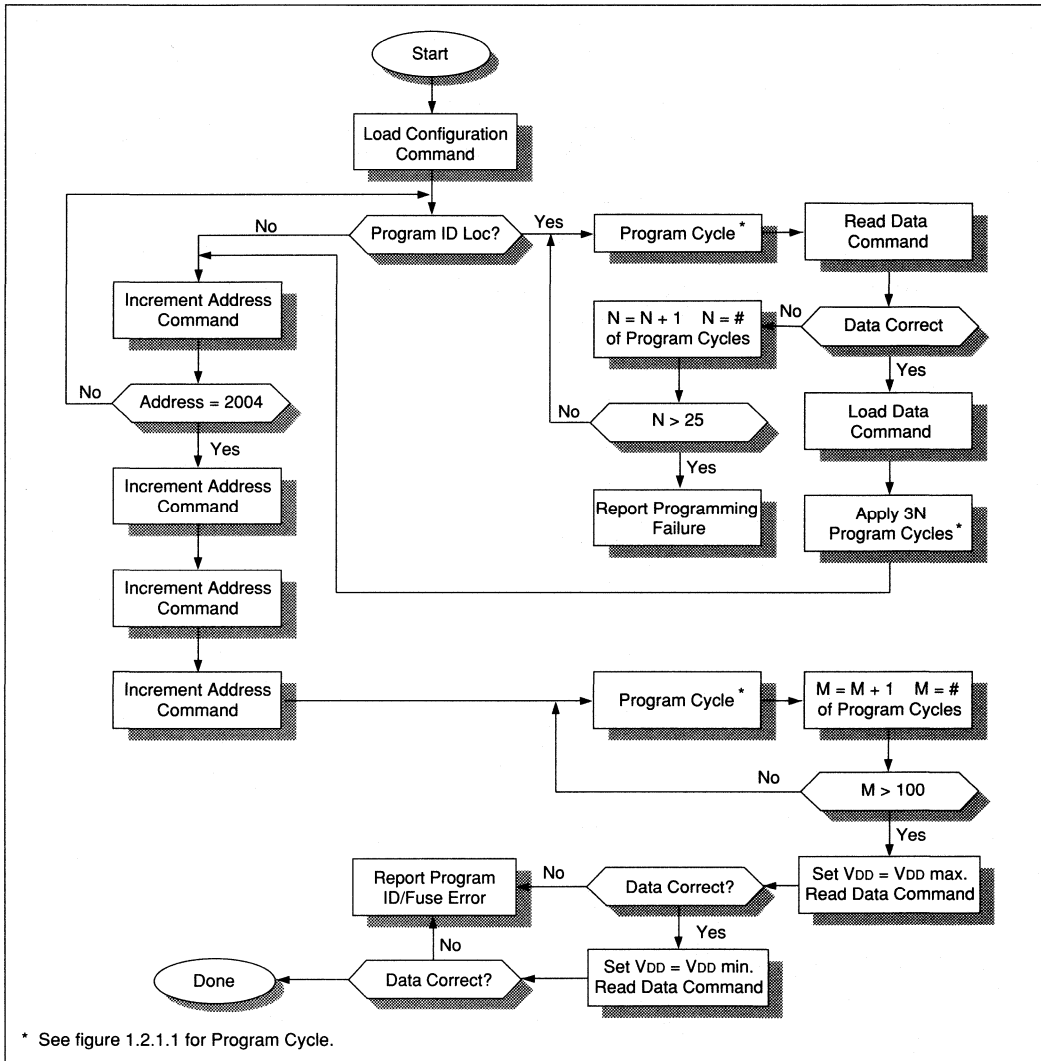 Start
Load Configuration
Command
No
Program ID Loc?
Yes
Program Cycle *
Read Data
Command
Increment Address
Command
N = N + 1 N = #
of Program Cycles
No
Data Correct
Yes
No
Address = 2004
Yes
No
N > 25
Yes
Load Data
Command
Increment Address
Command
Report Programming
Failure
Apply 3N
Program Cycles *
Increment Address
Command
Increment Address
Command
Program Cycle *
M = M + 1 M = #
of Program Cycles
No
M > 100
Yes
Report Program
ID/Fuse Error
No
Data Correct?
Yes
Set VDD = VDD max.
Read Data Command
No
Done
Data Correct?
Set VDD = VDD min.
Read Data Command
* See figure 1.2.1.1 for Program Cycle.